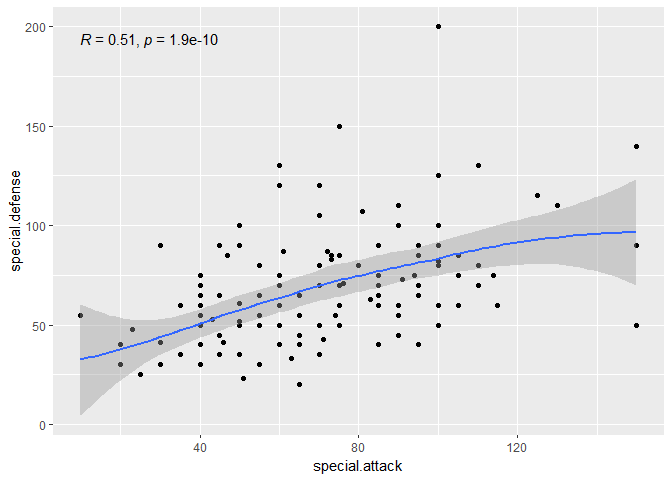 R = 0.51, p = 1.9e-10
200
150
100
50
0
special.defense
40 80 120
special.attack